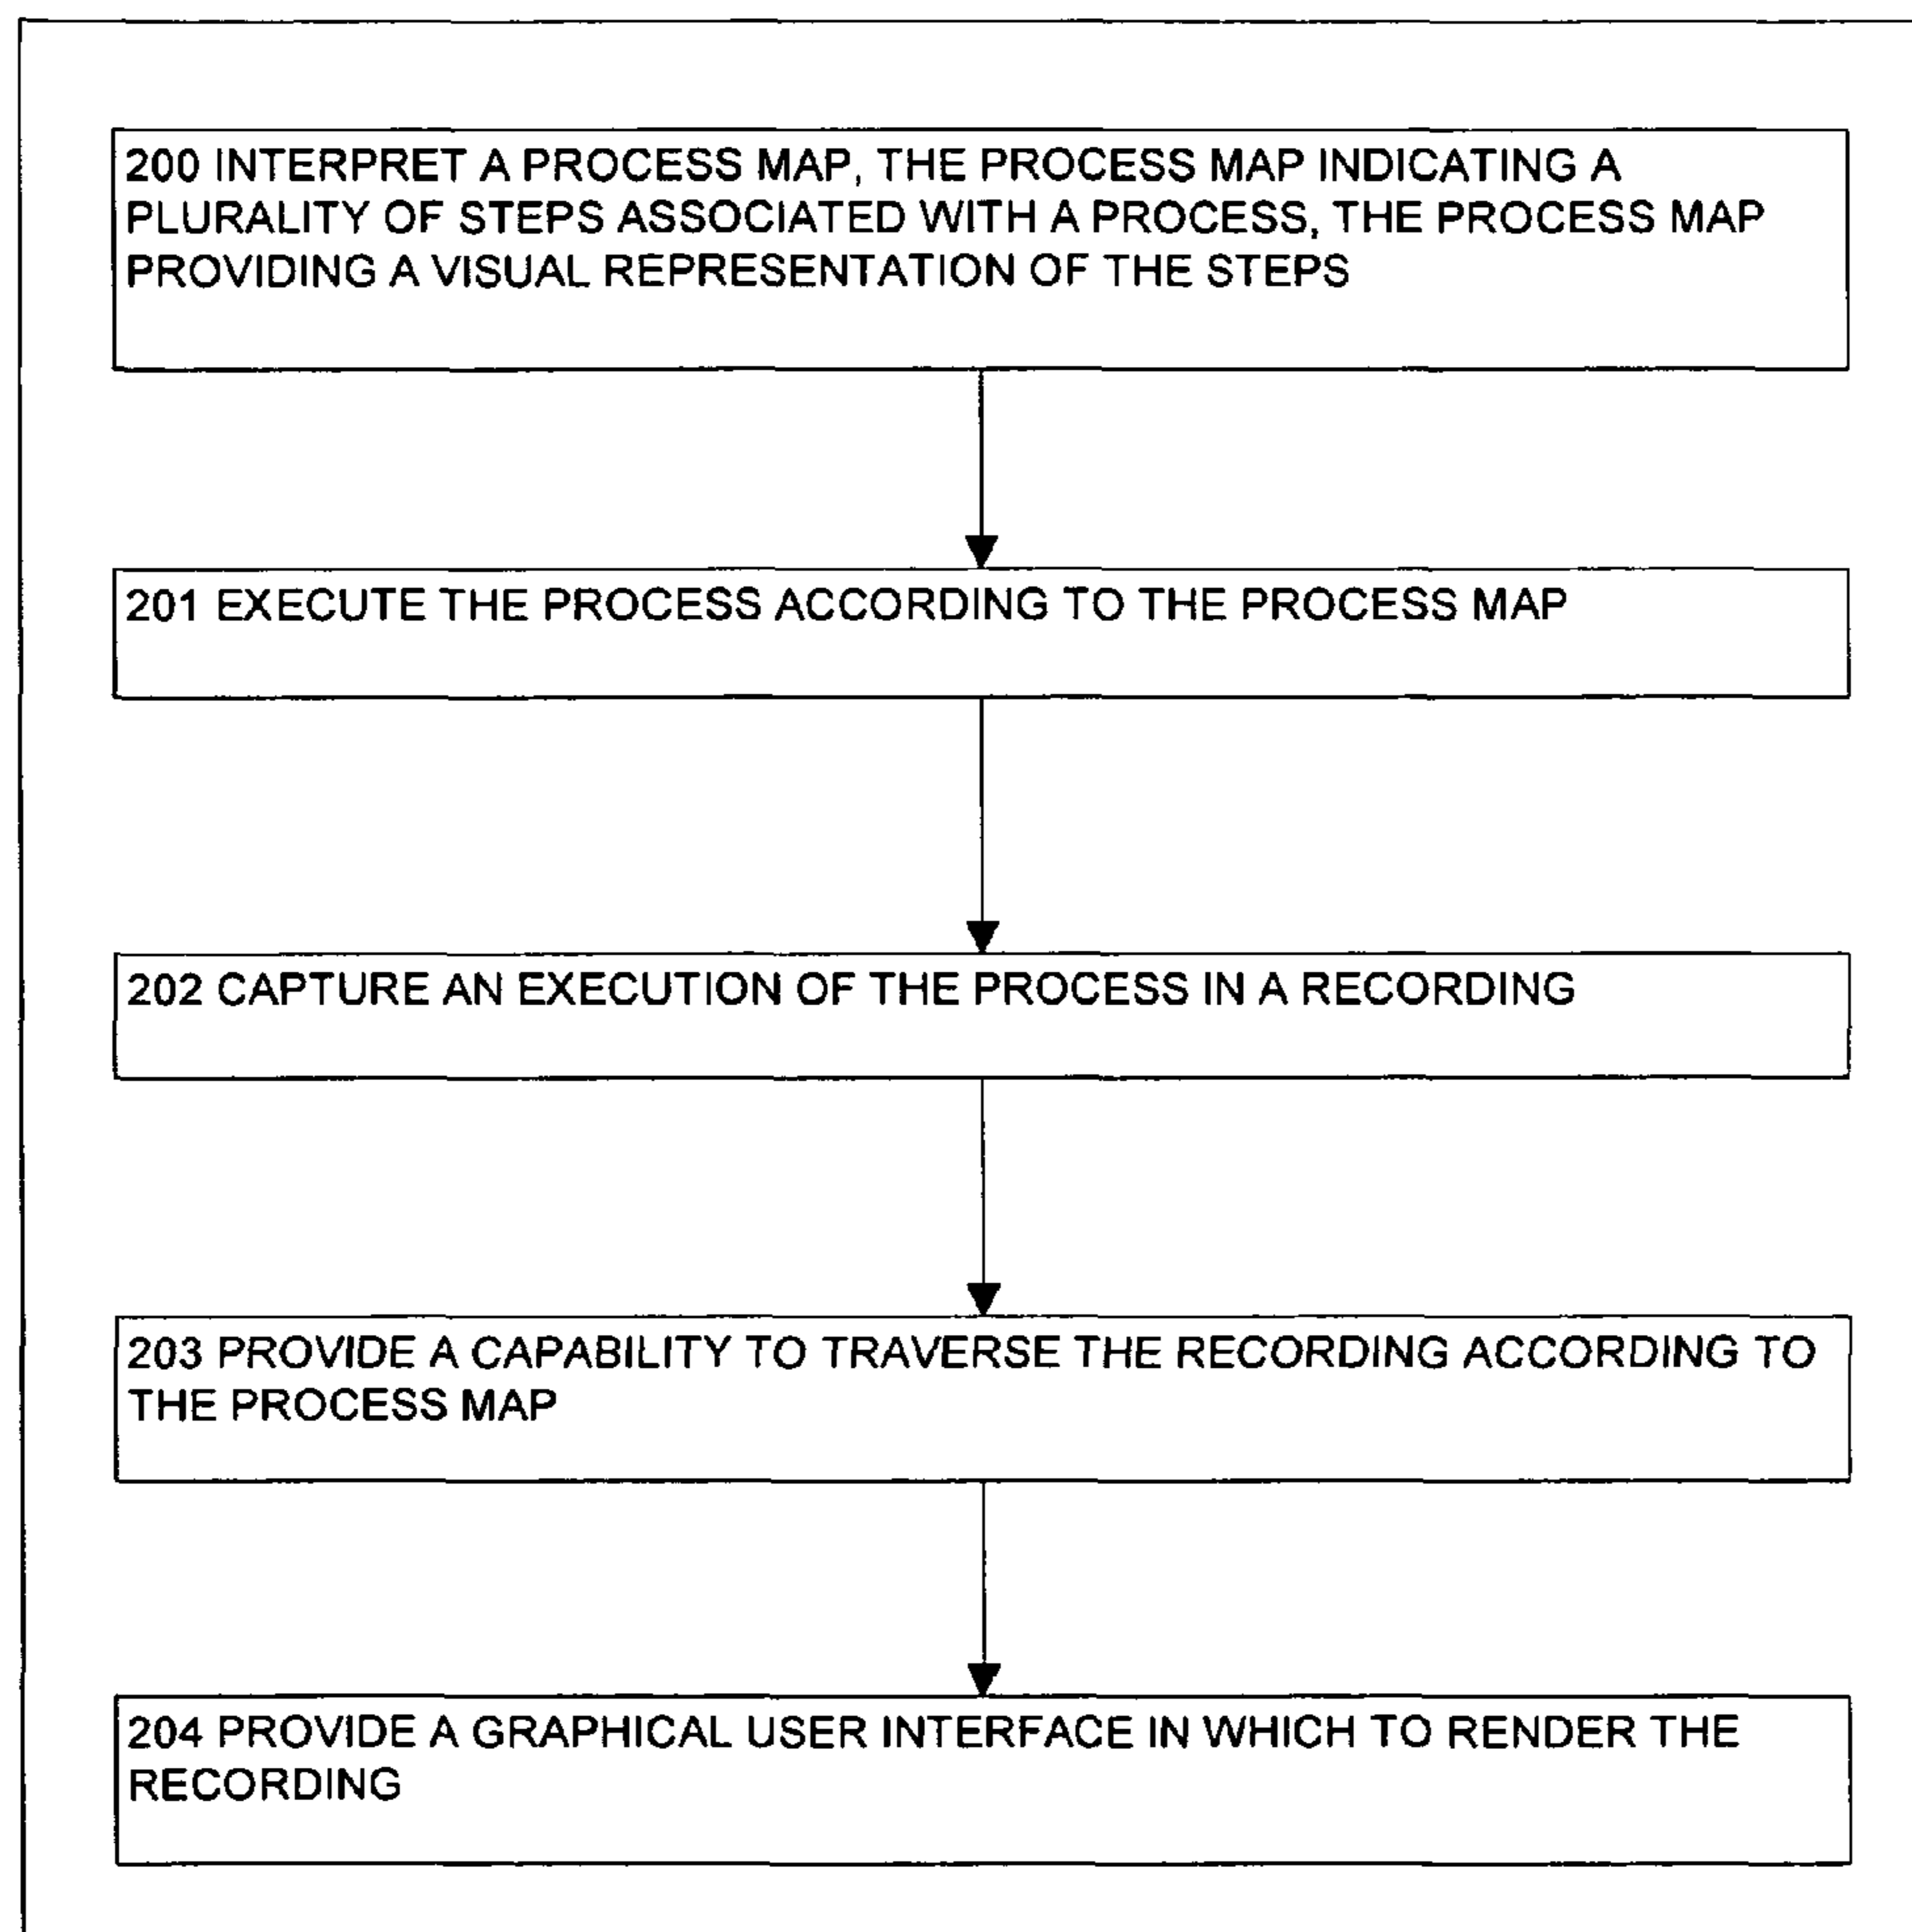 200 INTERPRET A PROCESS MAP, THE PROCESS MAP INDICATING A
PLURALITY OF STEPS ASSOCIATED WITH A PROCESS, THE PROCESS MAP
PROVIDING A VISUAL REPRESENTATION OF THE STEPS
201 EXECUTE THE PROCESS ACCORDING TO THE PROCESS MAP
202 CAPTURE AN EXECUTION OF THE PROCESS IN A RECORDING
203 PROVIDE A CAPABILITY TO TRAVERSE THE RECORDING ACCORDING TO
THE PROCESS MAP
204 PROVIDE A GRAPHICAL USER INTERFACE IN WHICH TO RENDER THE
RECORDING